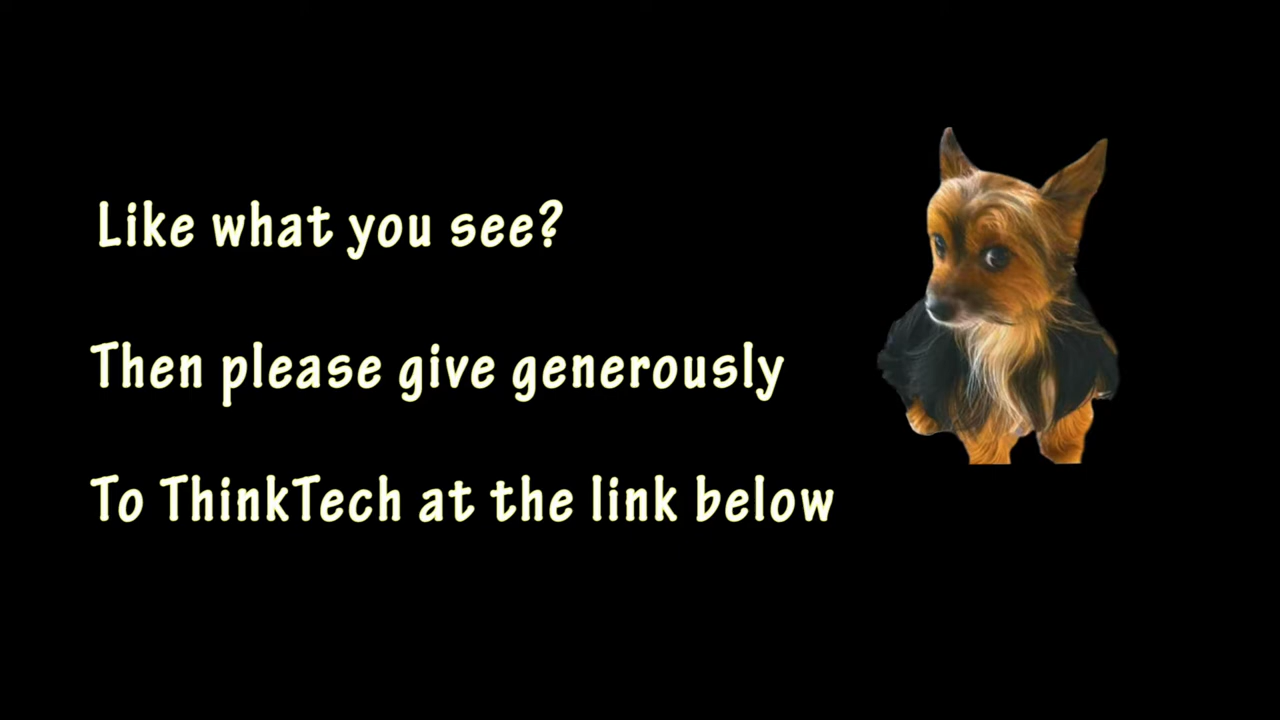 Like what you see?
Then please give generously
To ThinkTech at the link below